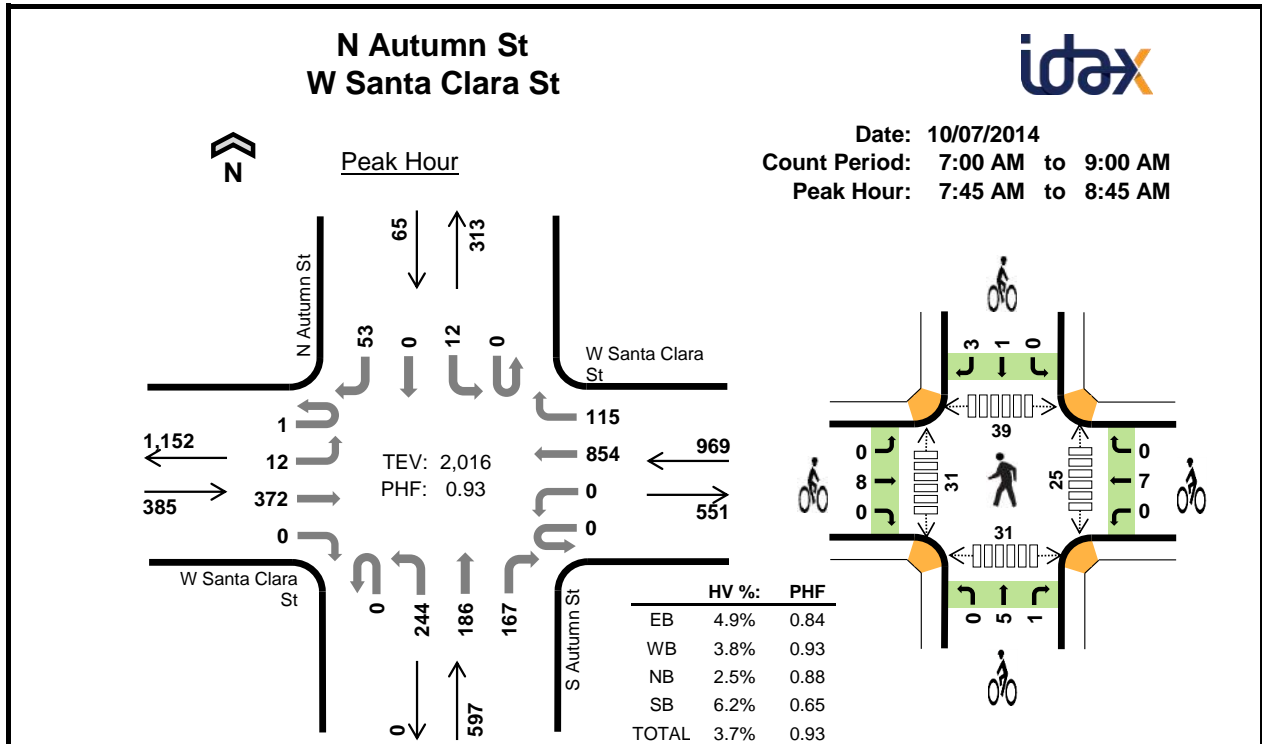 N Autumn St
W Santa Clara St
idax
Date: 10/07/2014
Count Period: 7:00 AM to 9:00 AM
Peak Hour: 7:45 AM to 8:45 AM
N
Peak Hour
65
313
N Autumn St
53
0
12
0
W Santa Clara
St
1
12
372
0
1,152
385
TEV: 2,016
PHF: 0.93
115
854
0
0
969
551
W Santa Clara
St
0
244
186
167
S Autumn St
0
597
HV %: PHF
EB 4.9% 0.84
WB 3.8% 0.93
NB 2.5% 0.88
SB 6.2% 0.65
TOTAL 3.7% 0.93
3 1 0
39
0
8
0
31
25
0
7
0
31
0 5 1